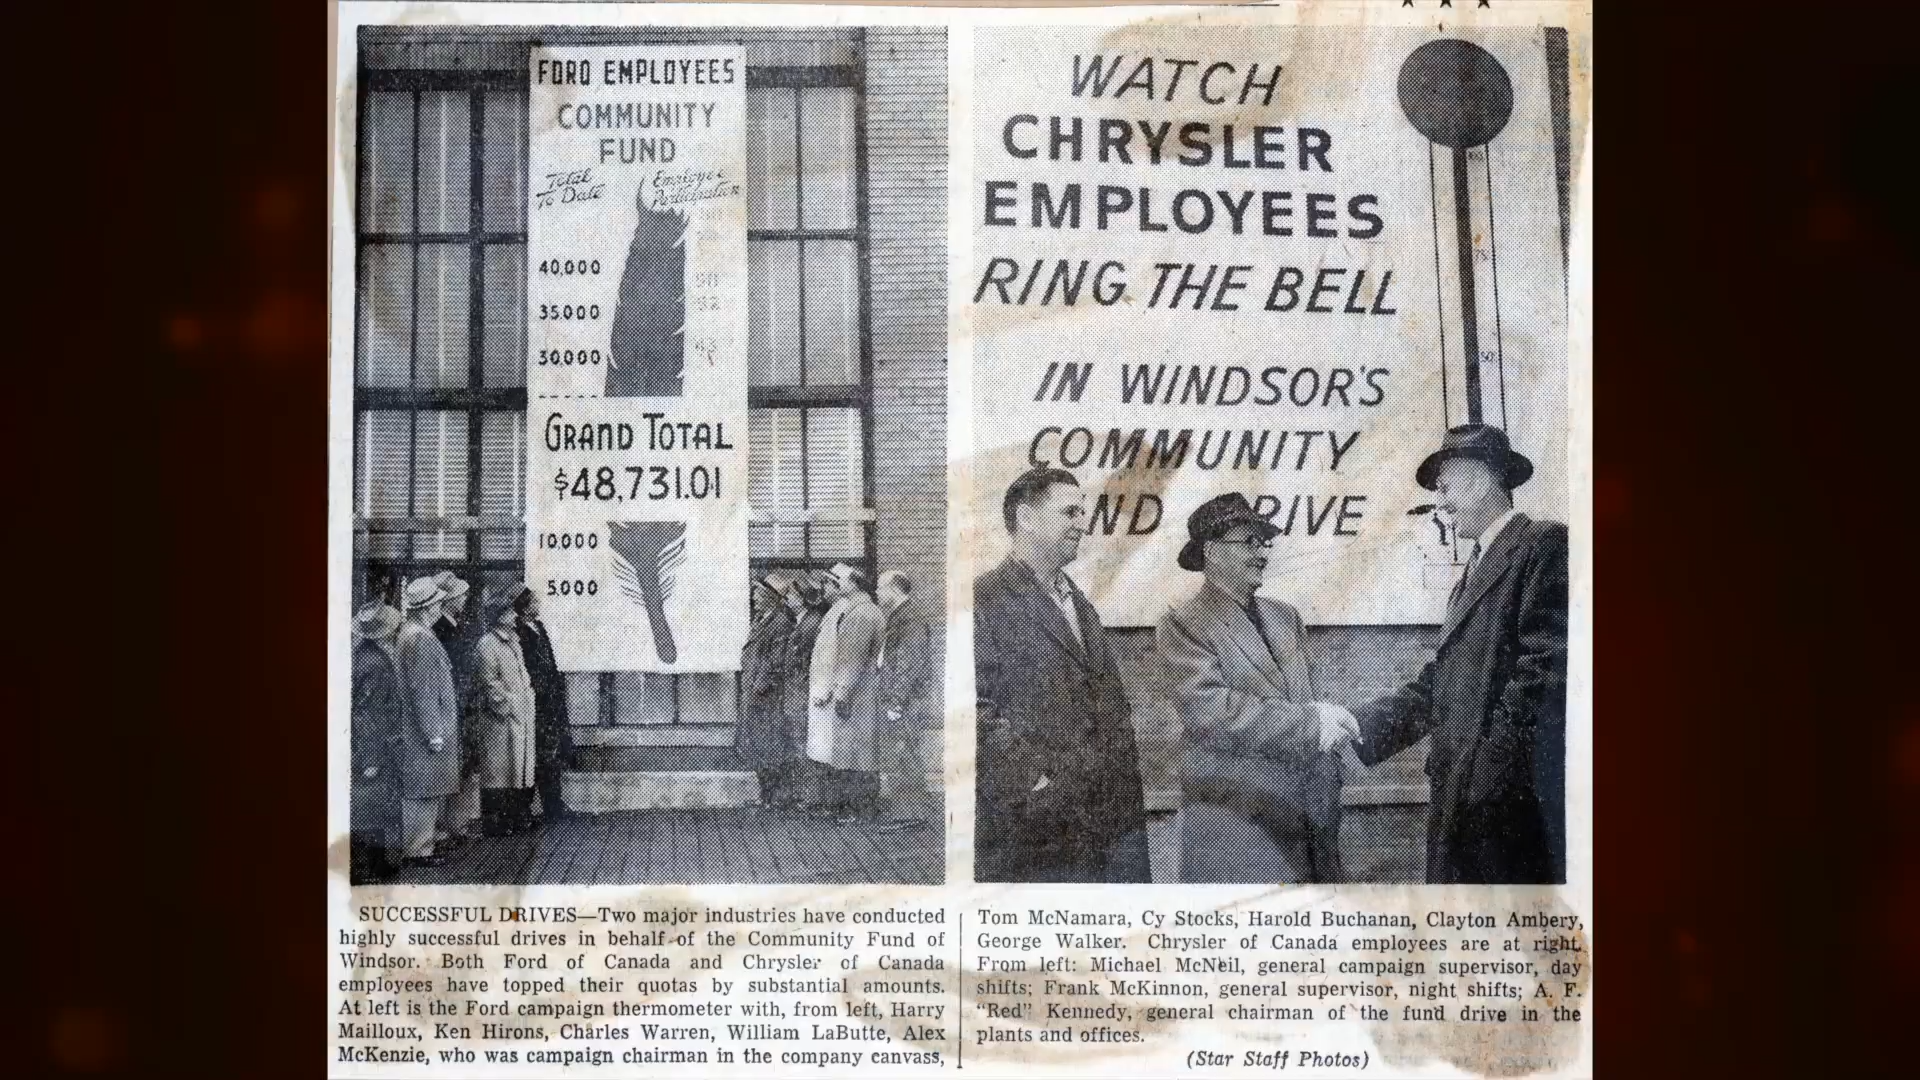 FORD EMPLOYEES
COMMUNITY
FUND
Total
To Date
Employee
Participation
40,000
35,000
30,000
GRAND TOTAL
$48,731.01
10,000
5,000
WATCH
CHRYSLER
EMPLOYEES
RING THE BELL
IN WINDSOR'S
COMMUNITY
ND RIVE
SUCCESSFUL DRIVES—Two major industries have conducted
highly successful drives in behalf of the Community Fund of
Windsor. Both Ford of Canada and Chrysler of Canada
employees have topped their quotas by substantial amounts.
At left is the Ford campaign thermometer with, from left, Harry
Mailloux, Ken Hirons, Charles Warren, William LaButte, Alex
McKenzie, who was campaign chairman in the company canvass,
Tom McNamara, Cy Stocks, Harold Buchanan, Clayton Ambery,
George Walker. Chrysler of Canada employees are at right.
From left: Michael McNeil, general campaign supervisor, day
shifts; Frank McKinnon, general supervisor, night shifts; A. F.
"Red" Kennedy, general chairman of the fund drive in the
plants and offices.
(Star Staff Photos)